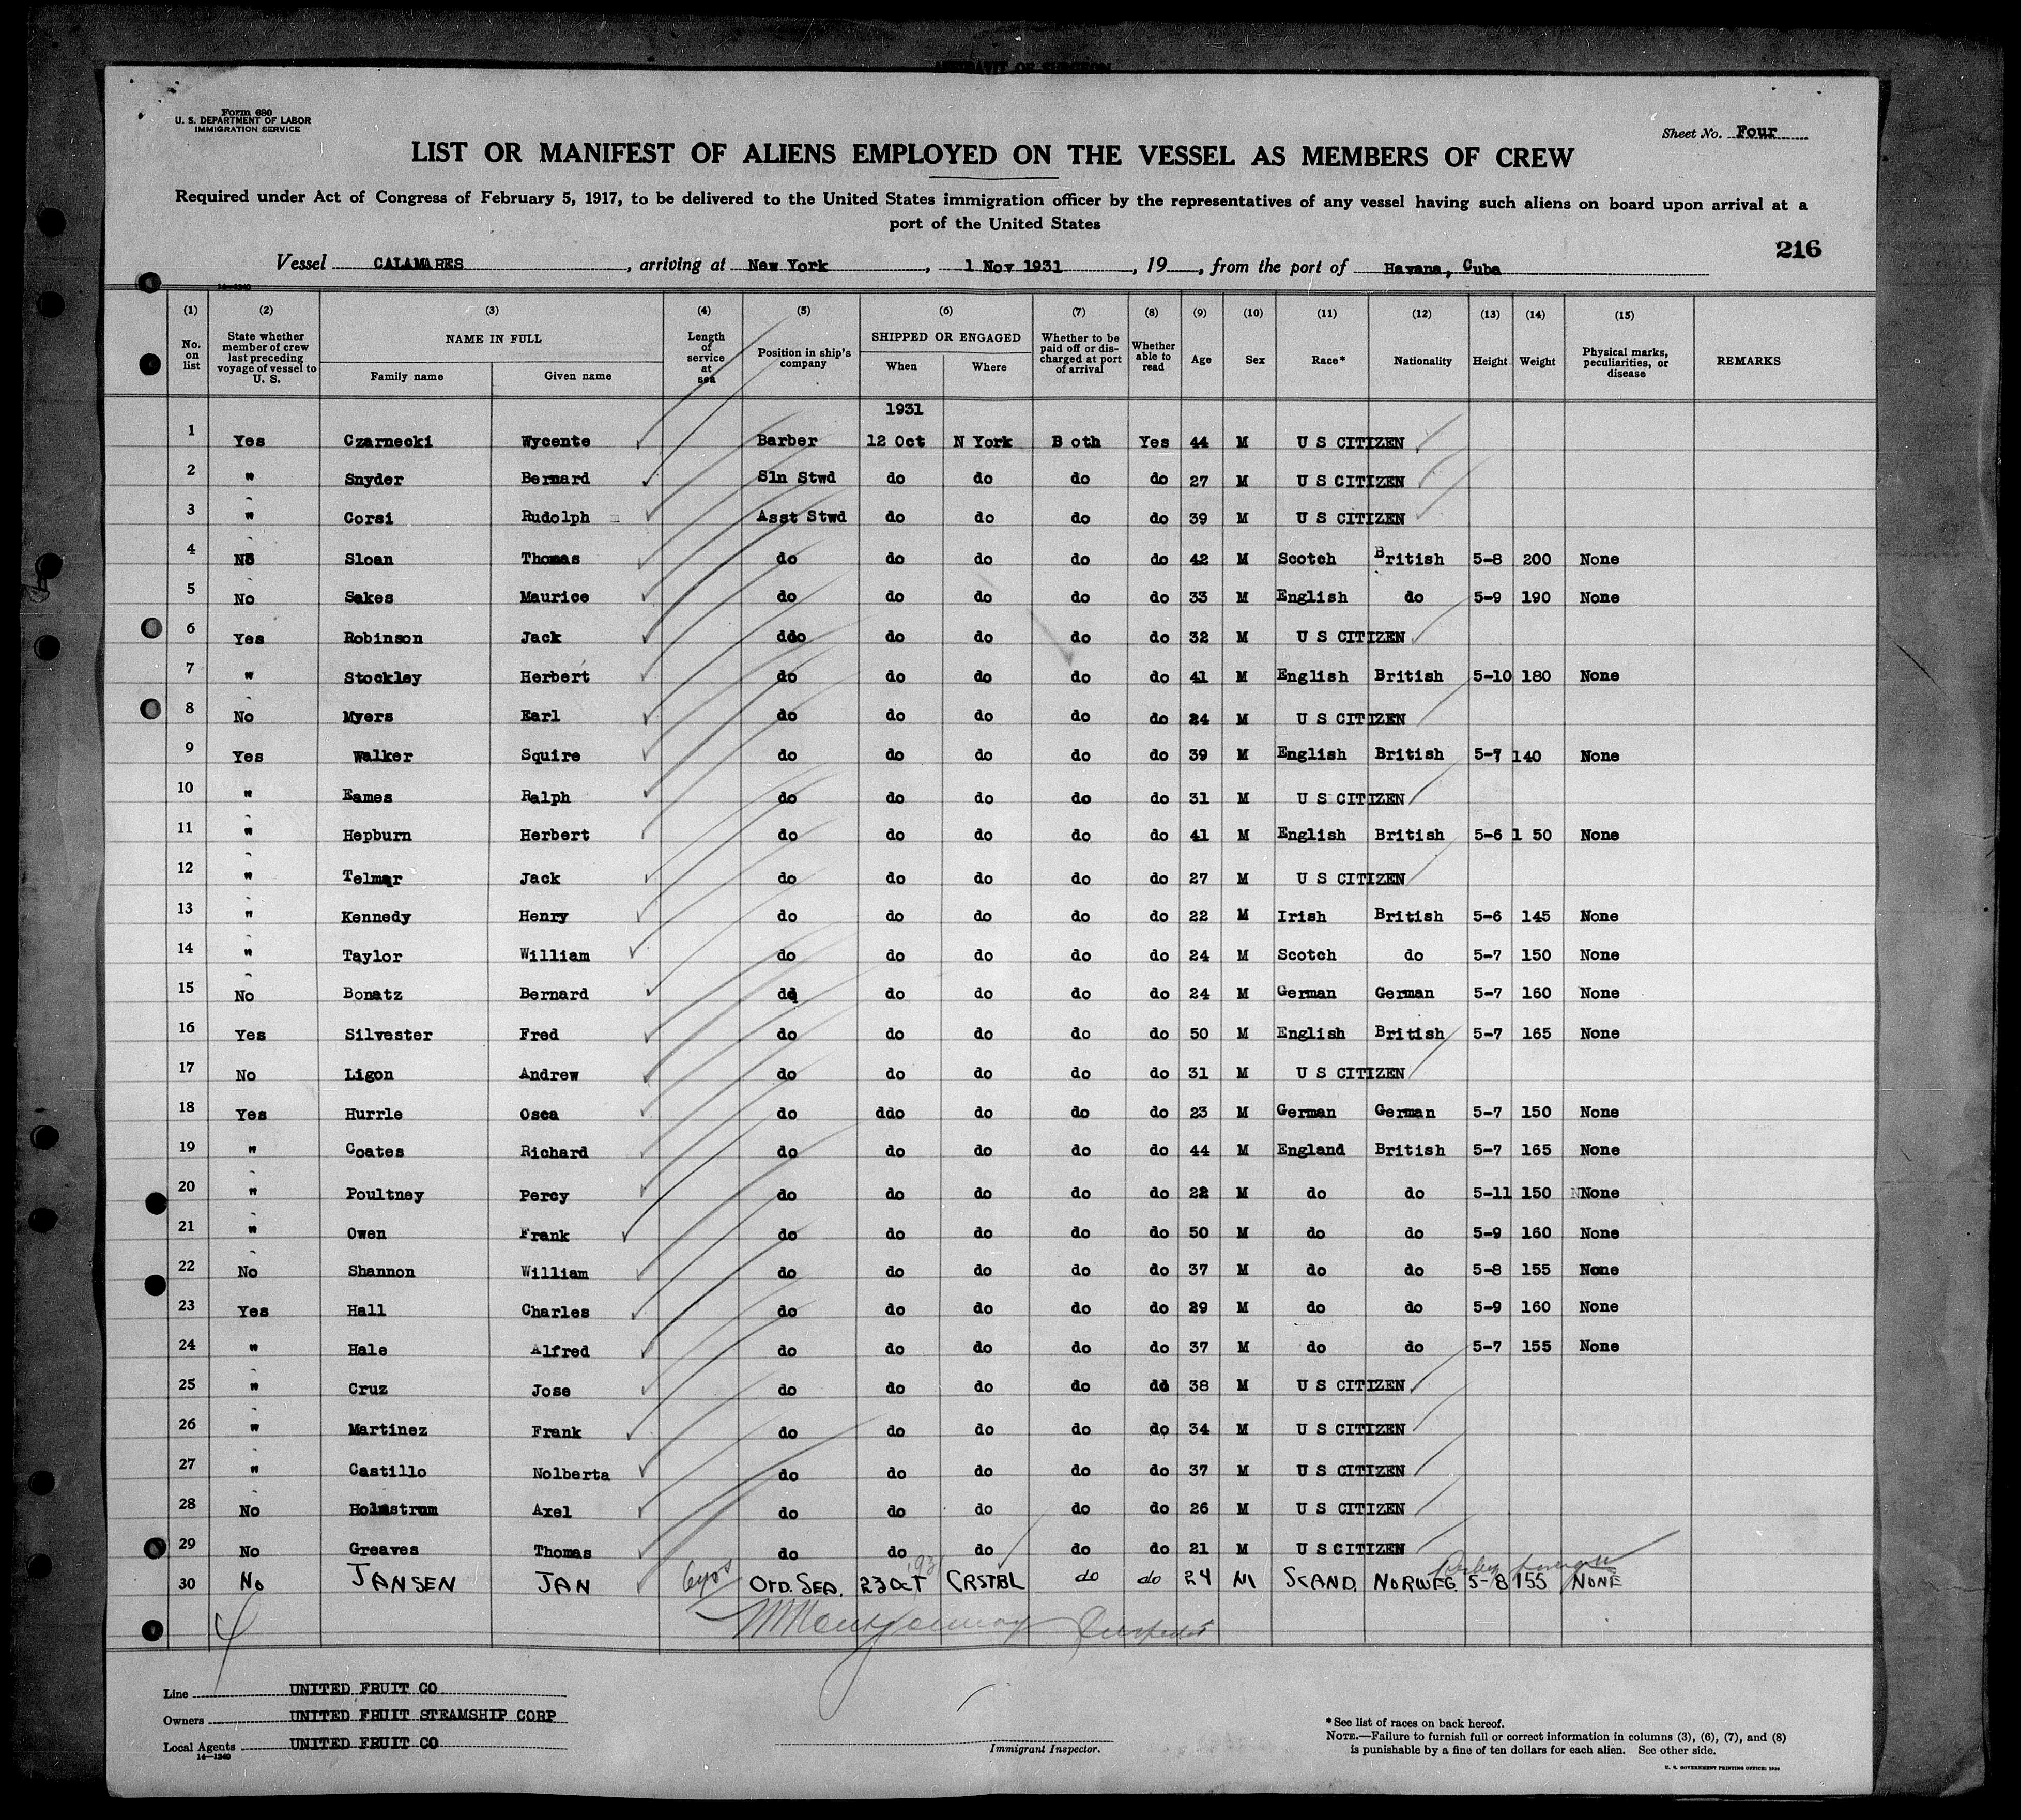 AFFIDAVIT OF SURGEON
Form 680
U. S. DEPARTMENT OF LABOR
IMMIGRATION SERVICE
Sheet No. Four
LIST OR MANIFEST OF ALIENS EMPLOYED ON THE VESSEL AS MEMBERS OF CREW
Required under Act of Congress of February 5, 1917, to be delivered to the United States immigration officer by the representatives of any vessel having such aliens on board upon arrival at a
port of the United States
216
Vessel CALAMARES, arriving at New York, 1 Nov 1931, 19, from the port of Havana, Cuba
14—1240
(1) (2) (3) (4) (5) (6) (7) (8) (9) (10) (11) (12) (13) (14) (15)
No. on list State whether member of crew last preceding voyage of vessel to U. S. NAME IN FULL Family name Given name Length of service at sea Position in ship's company SHIPPED OR ENGAGED When Where Whether to be paid off or discharged at port of arrival Whether able to read Age Sex Race* Nationality Height Weight Physical marks, peculiarities, or disease REMARKS
1931
1 Yes Czarnecki Wycente Barber 12 Oct N York B oth Yes 44 M U S CITIZEN
2 " Snyder Bernard Sln Stwd do do do do 27 M U S CITIZEN
3 " Corsi Rudolph Asst Stwd do do do do 39 M U S CITIZEN
4 No Sloan Thomas do do do do do 42 M Scotch British 5-8 200 None
5 No Sakes Maurice do do do do do 33 M English do 5-9 190 None
6 Yes Robinson Jack ddo do do do do 32 M U S CITIZEN
7 " Stockley Herbert do do do do do 41 M English British 5-10 180 None
8 No Myers Earl do do do do do 24 M U S CITIZEN
9 Yes Walker Squire do do do do do 39 M English British 5-7 140 None
10 " Eames Ralph do do do do do 31 M U S CITIZEN
11 " Hepburn Herbert do do do do do 41 M English British 5-6 1 50 None
12 " Telmar Jack do do do do do 27 M U S CITIZEN
13 " Kennedy Henry do do do do do 22 M Irish British 5-6 145 None
14 " Taylor William do do do do do 24 M Scotch do 5-7 150 None
15 No Bonatz Bernard do do do do do 24 M German German 5-7 160 None
16 Yes Silvester Fred do do do do do 50 M English British 5-7 165 None
17 No Ligon Andrew do do do do do 31 M U S CITIZEN
18 Yes Hurrle Osca do ddo do do do 23 M German German 5-7 150 None
19 " Coates Richard do do do do do 44 M England British 5-7 165 None
20 " Poultney Percy do do do do do 22 M do do 5-11 150 NNone
21 " Owen Frank do do do do do 50 M do do 5-9 160 None
22 No Shannon William do do do do do 37 M do do 5-8 155 None
23 Yes Hall Charles do do do do do 29 M do do 5-9 160 None
24 " Hale Alfred do do do do do 37 M do do 5-7 155 None
25 " Cruz Jose do do do do do 38 M U S CITIZEN
26 " Martinez Frank do do do do do 34 M U S CITIZEN
27 " Castillo Nolberta do do do do do 37 M U S CITIZEN
28 No Holmstrum Axel do do do do do 26 M U S CITIZEN
29 No Greaves Thomas do do do do do 21 M U S CITIZEN
30 No JANSEN JAN 6yrs ORD. SEA. 23 OCT CRSTBL do do 24 M SCAND. NORWEG 5-8 155 NONE
4
Line UNITED FRUIT CO
Owners UNITED FRUIT STEAMSHIP CORP
Local Agents UNITED FRUIT CO
14—1240
Immigrant Inspector.
*See list of races on back hereof.
NOTE.—Failure to furnish full or correct information in columns (3), (6), (7), and (8)
is punishable by a fine of ten dollars for each alien. See other side.
U. S. GOVERNMENT PRINTING OFFICE: